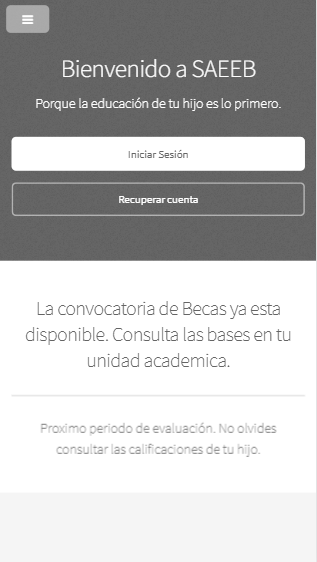 Bienvenido a SAEEB
Porque la educación de tu hijo es lo primero.
Iniciar Sesión
Recuperar cuenta
La convocatoria de Becas ya esta
disponible. Consulta las bases en tu
unidad academica.
Proximo periodo de evaluación. No olvides
consultar las calificaciones de tu hijo.